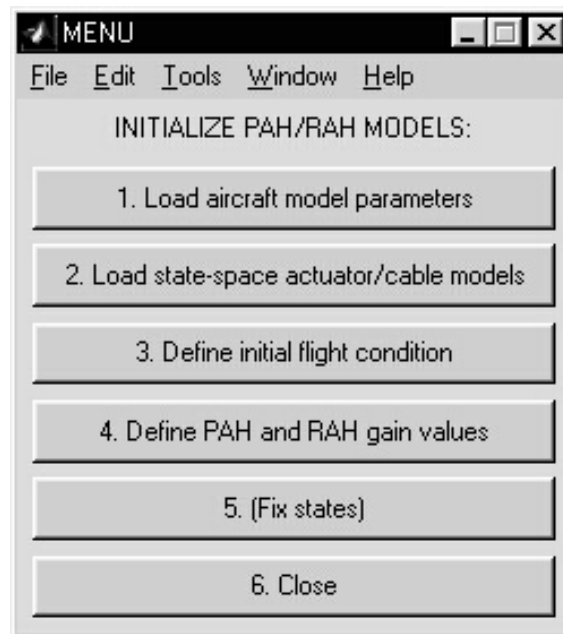 MENU
File Edit Tools Window Help
INITIALIZE PAH/RAH MODELS:
1. Load aircraft model parameters
2. Load state-space actuator/cable models
3. Define initial flight condition
4. Define PAH and RAH gain values
5. (Fix states)
6. Close